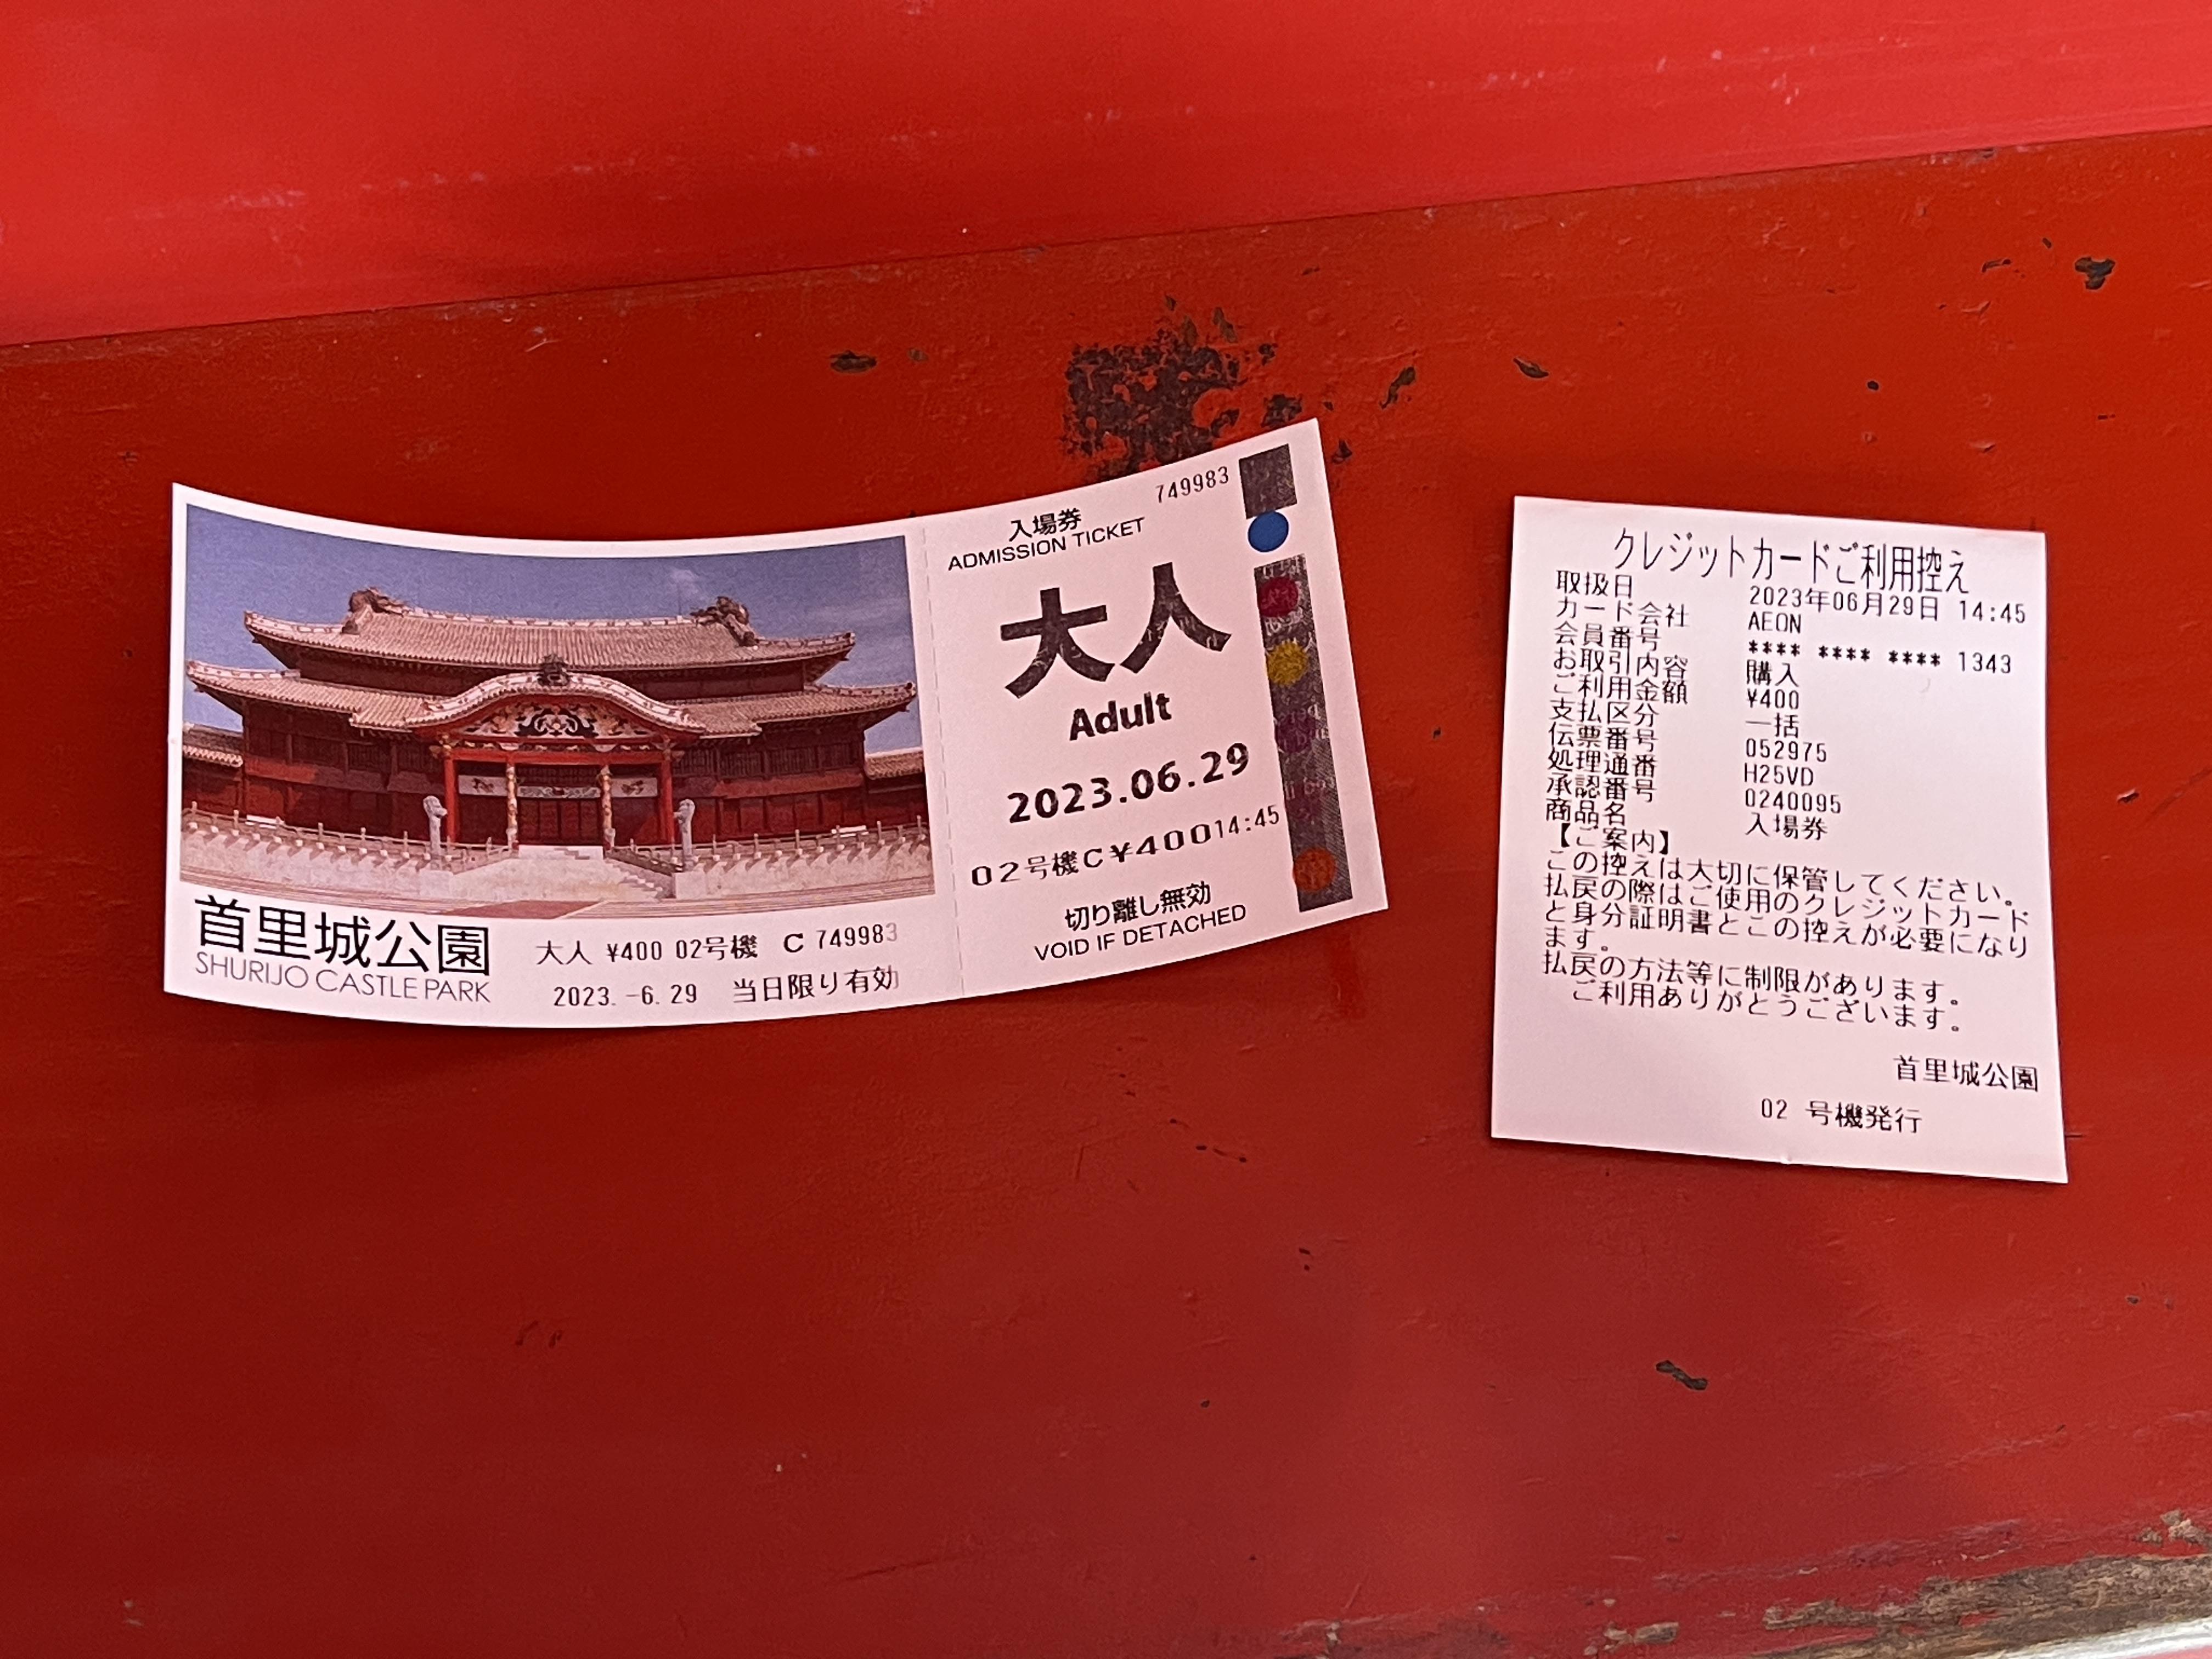 首里城公園
SHURIJO CASTLE PARK
大人 ¥400 02号機 C 749983
2023.-6.29 当日限り有効
749983
入場券
ADMISSION TICKET
大人
Adult
2023.06.29
02号機C¥400 14:45
切り離し無効
VOID IF DETACHED
クレジットカードご利用控え
取扱日 2023年06月29日 14:45
カード会社 AEON
会員番号 **** **** **** 1343
お取引内容 購入
ご利用金額 ¥400
支払区分 一括
伝票番号 052975
処理通番 H25VD
承認番号 0240095
商品名 入場券
【ご案内】
この控えは大切に保管してください。
払戻の際はご使用のクレジットカード
と身分証明書とこの控えが必要になり
ます。
払戻の方法等に制限があります。
ご利用ありがとうございます。
首里城公園
02 号機発行